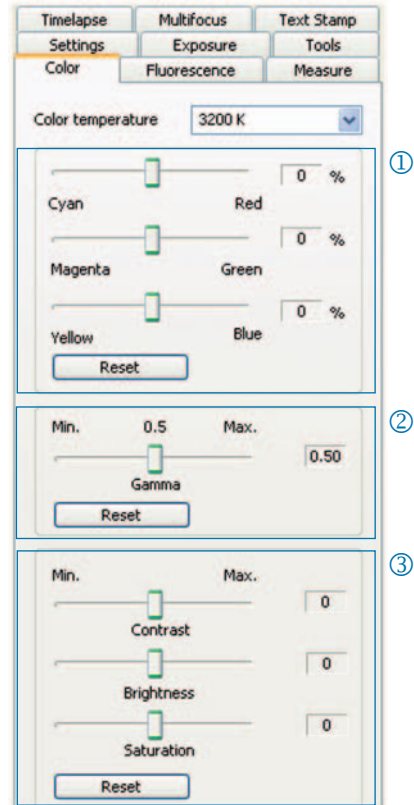 Timelapse Multifocus Text Stamp
Settings Exposure Tools
Color Fluorescence Measure
Color temperature 3200 K
①
0 %
Cyan Red
0 %
Magenta Green
0 %
Yellow Blue
Reset
②
Min. 0.5 Max.
0.50
Gamma
Reset
③
Min. Max.
0
Contrast
0
Brightness
0
Saturation
Reset